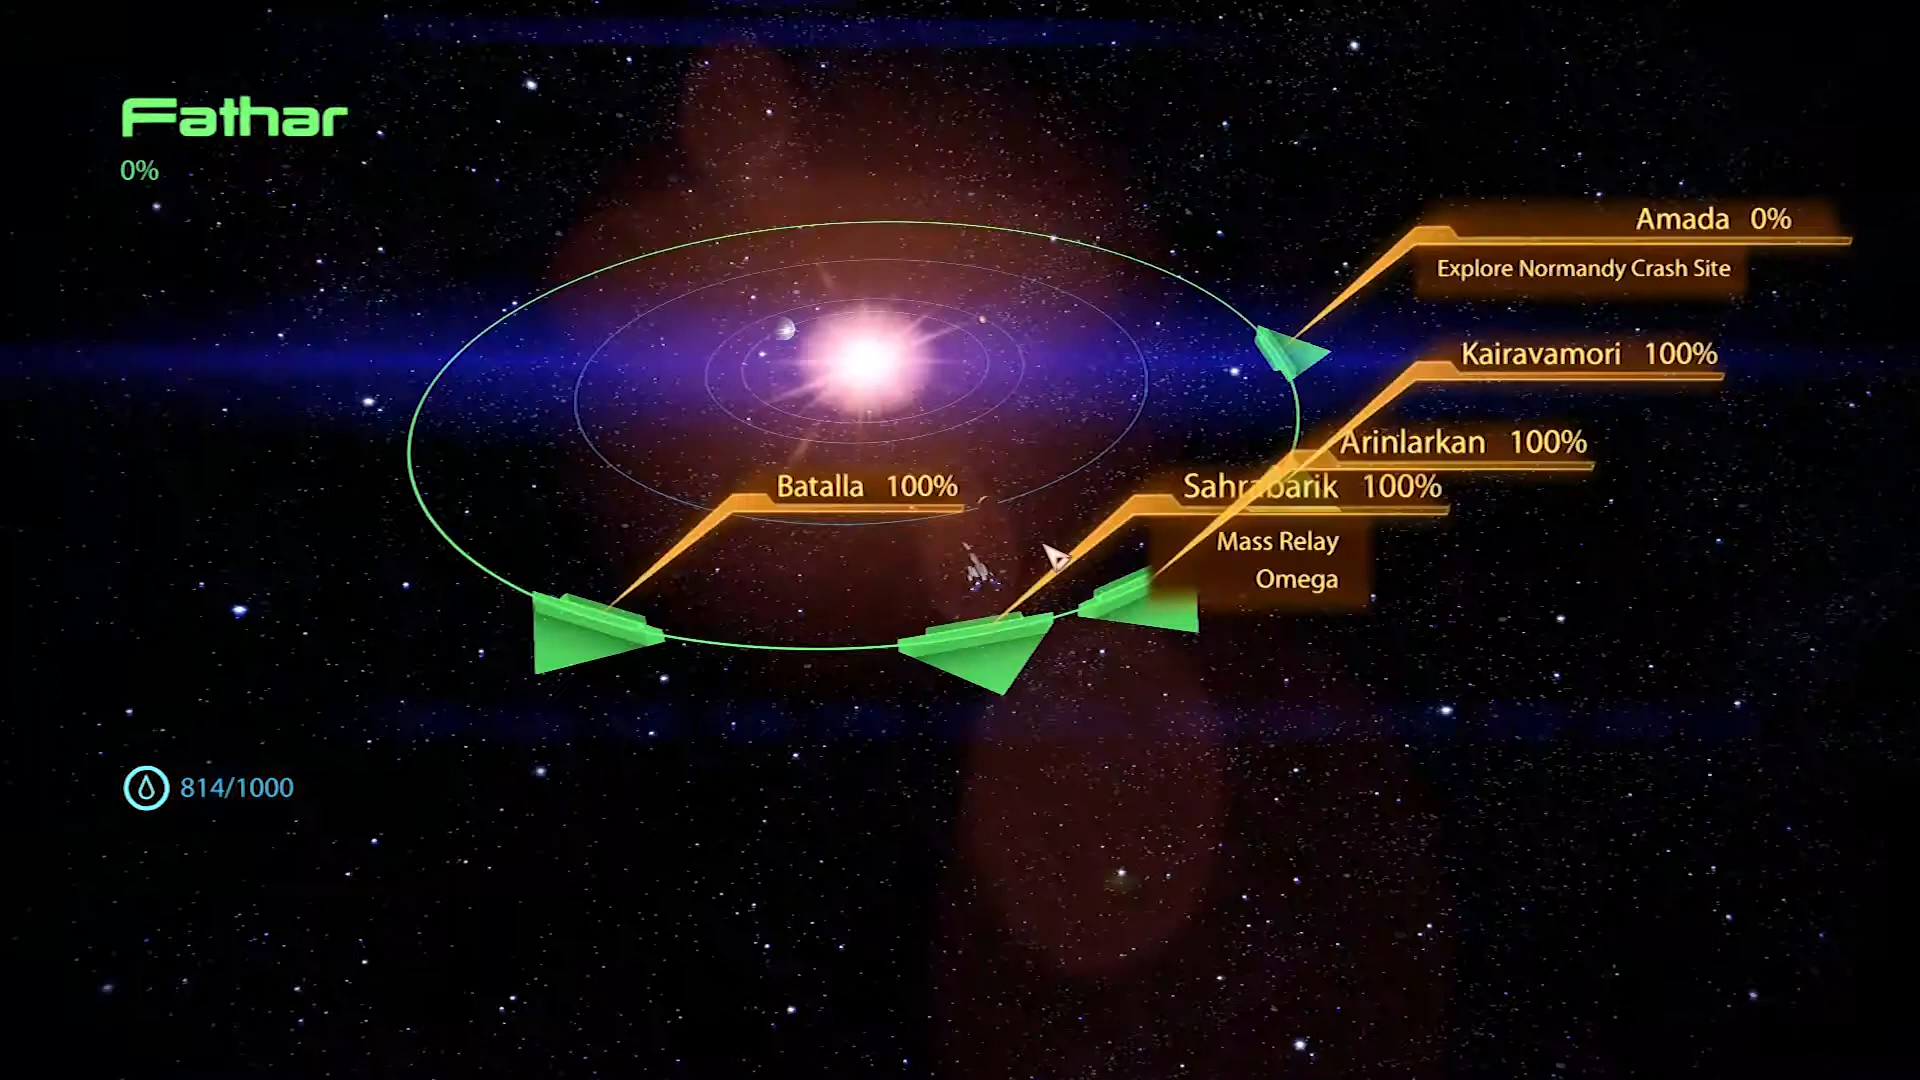 Fathar
0%
Amada 0%
Explore Normandy Crash Site
Kairavamori 100%
Arinlarkan 100%
Batalla 100%
Sahrabarik 100%
Mass Relay
Omega
814/1000